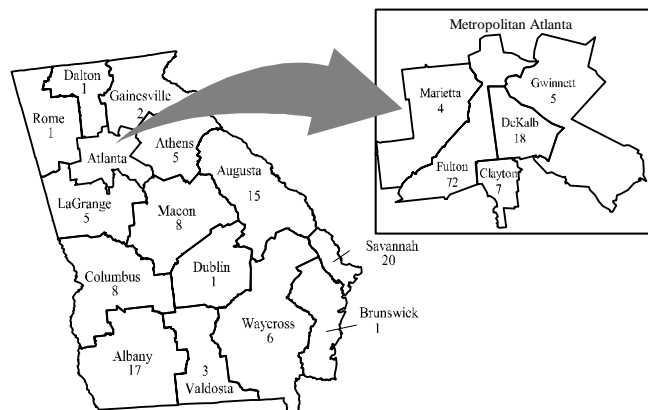 Metropolitan Atlanta
Dalton
1
Gainesville
2
Rome
1
Atlanta
Athens
5
Augusta
15
LaGrange
5
Macon
8
Columbus
8
Dublin
1
Savannah
20
Brunswick
1
Waycross
6
Albany
17
3
Valdosta
Marietta
4
Gwinnett
5
DeKalb
18
Fulton
72
Clayton
7